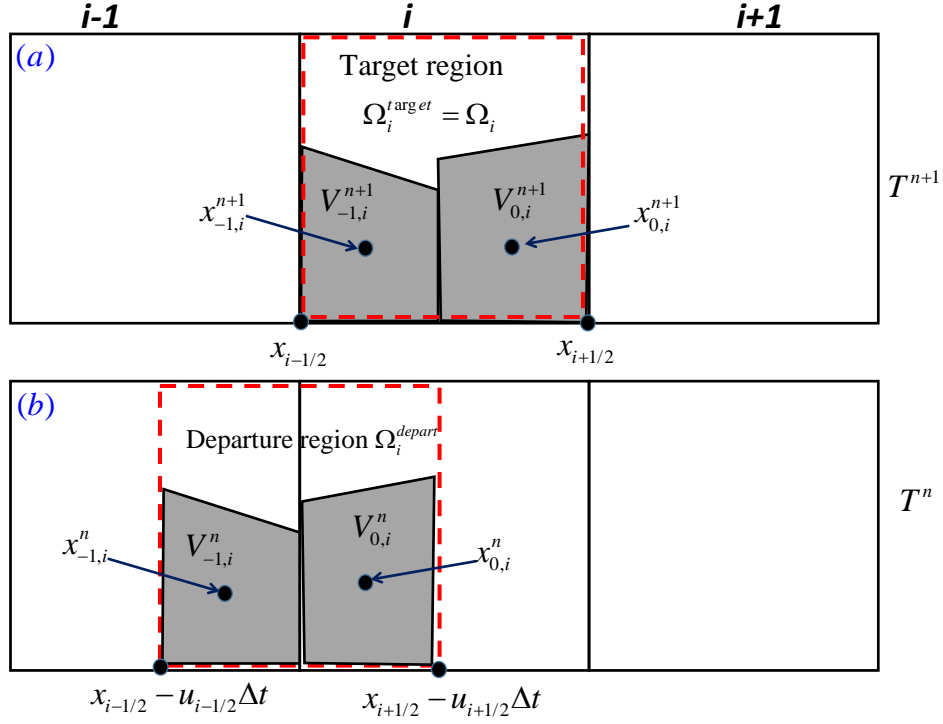 i-1 i i+1
(a)
Target region
Ω_i^{target} = Ω_i
V_{-1,i}^{n+1} V_{0,i}^{n+1}
x_{-1,i}^{n+1} x_{0,i}^{n+1}
T^{n+1}
x_{i-1/2} x_{i+1/2}
(b)
Departure region Ω_i^{depart}
T^n
V_{-1,i}^n V_{0,i}^n
x_{-1,i}^n x_{0,i}^n
x_{i-1/2} - u_{i-1/2}Δt x_{i+1/2} - u_{i+1/2}Δt